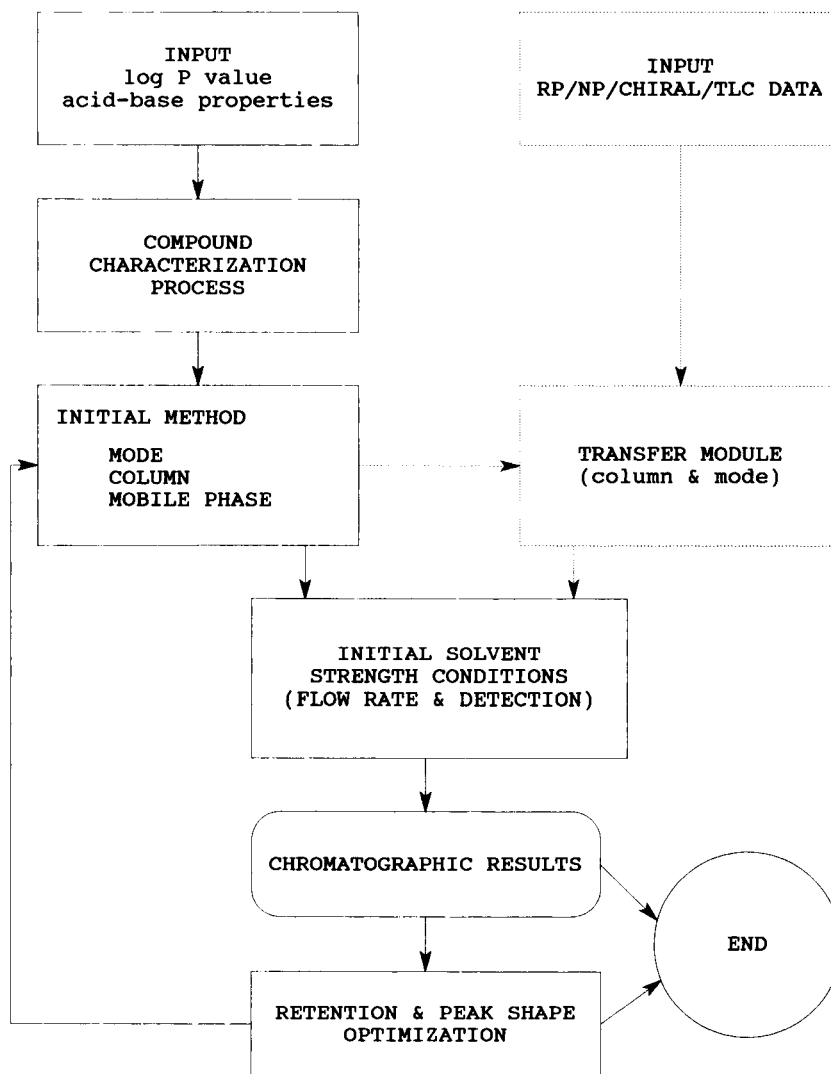 INPUT
log P value
acid-base properties
INPUT
RP/NP/CHIRAL/TLC DATA
COMPOUND
CHARACTERIZATION
PROCESS
INITIAL METHOD
MODE
COLUMN
MOBILE PHASE
TRANSFER MODULE
(column & mode)
INITIAL SOLVENT
STRENGTH CONDITIONS
(FLOW RATE & DETECTION)
CHROMATOGRAPHIC RESULTS
END
RETENTION & PEAK SHAPE
OPTIMIZATION